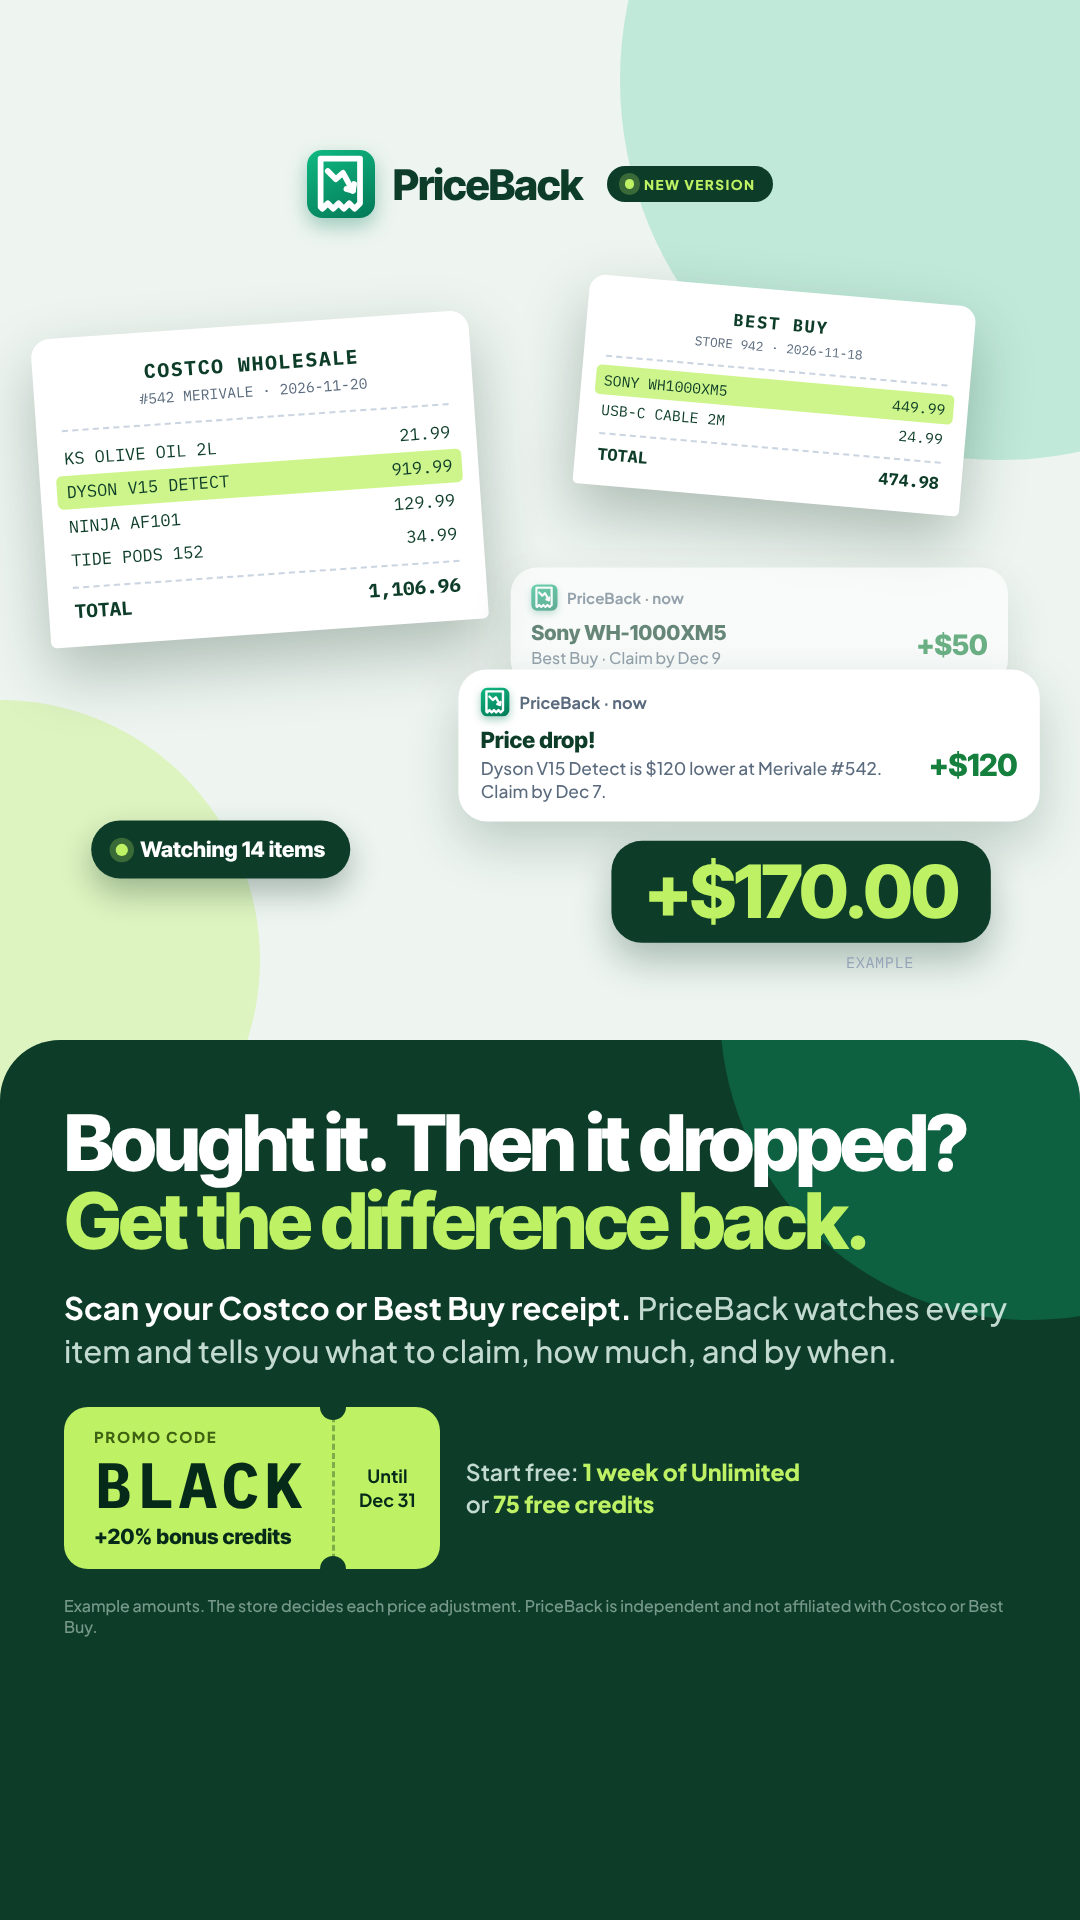 PriceBack
NEW VERSION
COSTCO WHOLESALE
#542 MERIVALE · 2026-11-20
KS OLIVE OIL 2L 21.99
DYSON V15 DETECT 919.99
NINJA AF101 129.99
TIDE PODS 152 34.99
TOTAL 1,106.96
BEST BUY
STORE 942 · 2026-11-18
SONY WH1000XM5 449.99
USB-C CABLE 2M 24.99
TOTAL 474.98
PriceBack · now
Sony WH-1000XM5
Best Buy · Claim by Dec 9
+$50
PriceBack · now
Price drop!
Dyson V15 Detect is $120 lower at Merivale #542.
Claim by Dec 7.
+$120
Watching 14 items
+$170.00
EXAMPLE
Bought it. Then it dropped?
Get the difference back.
Scan your Costco or Best Buy receipt. PriceBack watches every
item and tells you what to claim, how much, and by when.
PROMO CODE
BLACK
+20% bonus credits
Until
Dec 31
Start free: 1 week of Unlimited
or 75 free credits
Example amounts. The store decides each price adjustment. PriceBack is independent and not affiliated with Costco or Best
Buy.